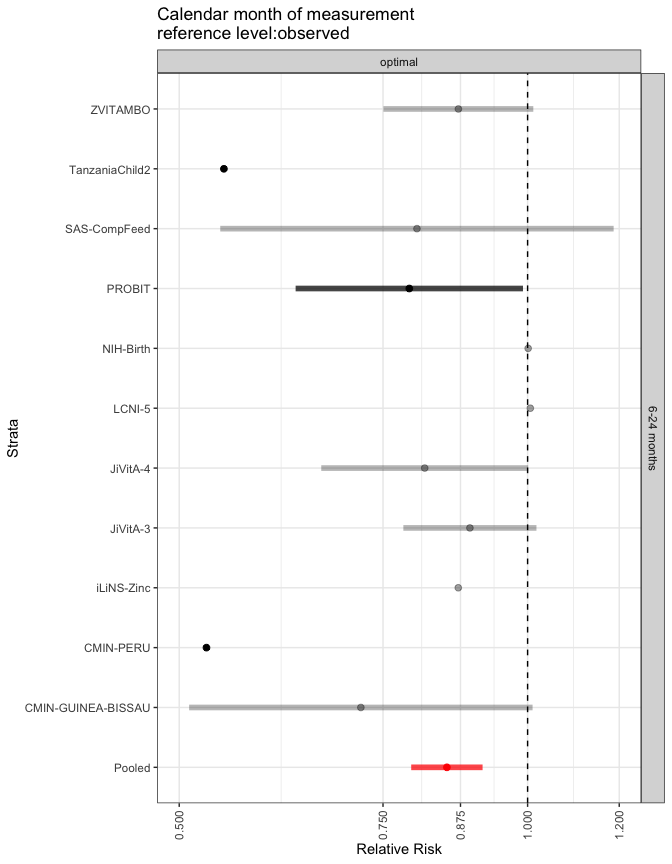 Calendar month of measurement
reference level:observed
optimal
ZVITAMBO
TanzaniaChild2
SAS-CompFeed
PROBIT
NIH-Birth
LCNI-5
JiVitA-4
JiVitA-3
iLiNS-Zinc
CMIN-PERU
CMIN-GUINEA-BISSAU
Pooled
Strata
6-24 months
0.500
0.750
0.875
1.000
1.200
Relative Risk